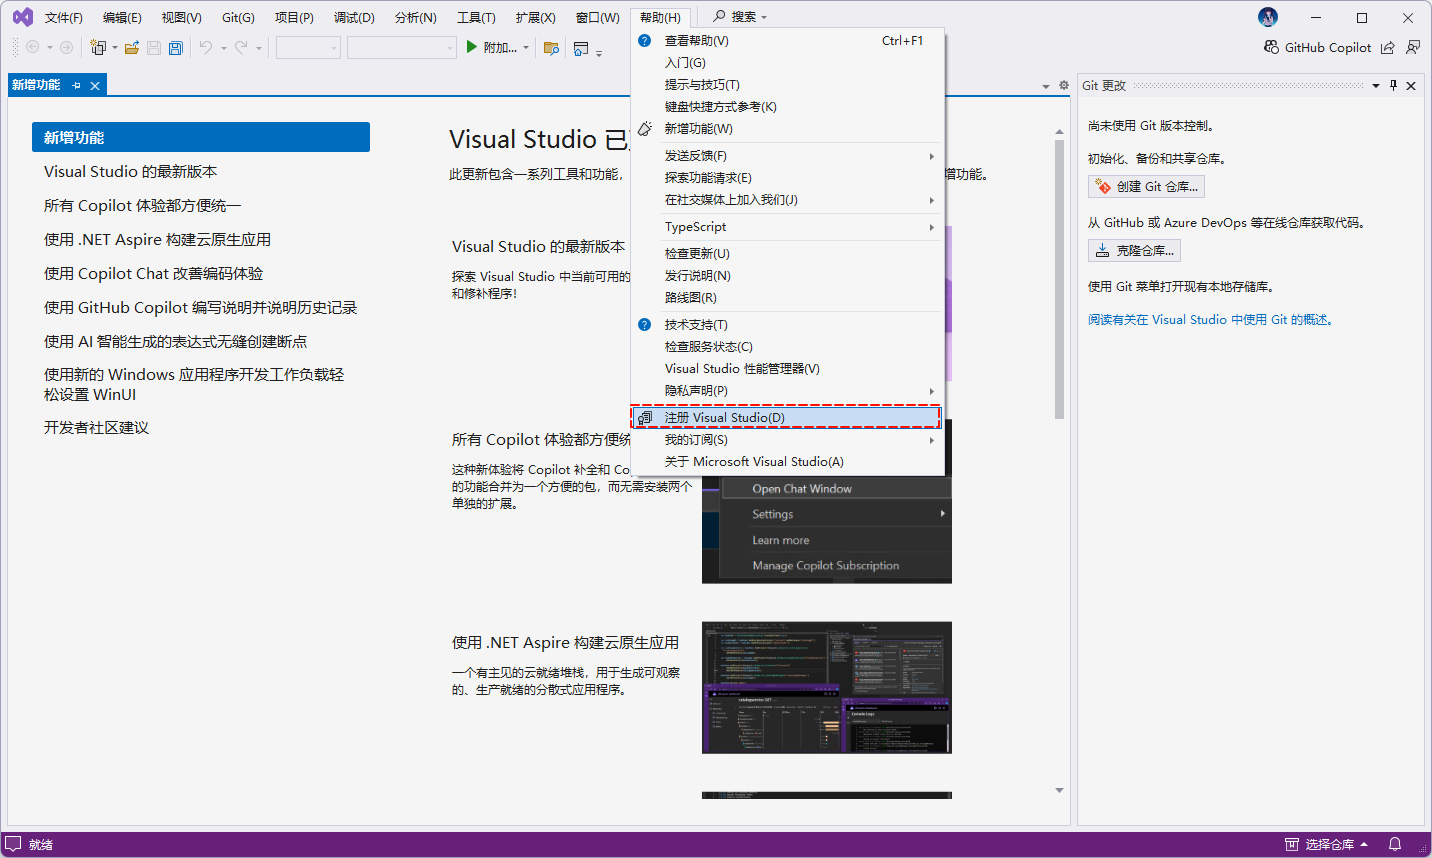 文件(F) 编辑(E) 视图(V) Git(G) 项目(P) 调试(D) 分析(N) 工具(T) 扩展(X) 窗口(W) 帮助(H) 搜索
附加...
GitHub Copilot
新增功能
新增功能
Visual Studio 的最新版本
所有 Copilot 体验都方便统一
使用 .NET Aspire 构建云原生应用
使用 Copilot Chat 改善编码体验
使用 GitHub Copilot 编写说明并说明历史记录
使用 AI 智能生成的表达式无缝创建断点
使用新的 Windows 应用程序开发工作负载轻
松设置 WinUI
开发者社区建议
Visual Studio 已
此更新包含一系列工具和功能，
增功能。
Visual Studio 的最新版本
探索 Visual Studio 中当前可用的
和修补程序！
所有 Copilot 体验都方便统
这种新体验将 Copilot 补全和 Co
的功能合并为一个方便的包，而无需安装两个
单独的扩展。
Open Chat Window
Settings
Learn more
Manage Copilot Subscription
使用 .NET Aspire 构建云原生应用
一个有主见的云就绪堆栈，用于生成可观察
的、生产就绪的分散式应用程序。
查看帮助(V) Ctrl+F1
入门(G)
提示与技巧(T)
键盘快捷方式参考(K)
新增功能(W)
发送反馈(F)
探索功能请求(E)
在社交媒体上加入我们(J)
TypeScript
检查更新(U)
发行说明(N)
路线图(R)
技术支持(T)
检查服务状态(C)
Visual Studio 性能管理器(V)
隐私声明(P)
注册 Visual Studio(D)
我的订阅(S)
关于 Microsoft Visual Studio(A)
Git 更改
尚未使用 Git 版本控制。
初始化、备份和共享仓库。
创建 Git 仓库...
从 GitHub 或 Azure DevOps 等在线仓库获取代码。
克隆仓库...
使用 Git 菜单打开现有本地存储库。
阅读有关在 Visual Studio 中使用 Git 的概述。
就绪
选择仓库